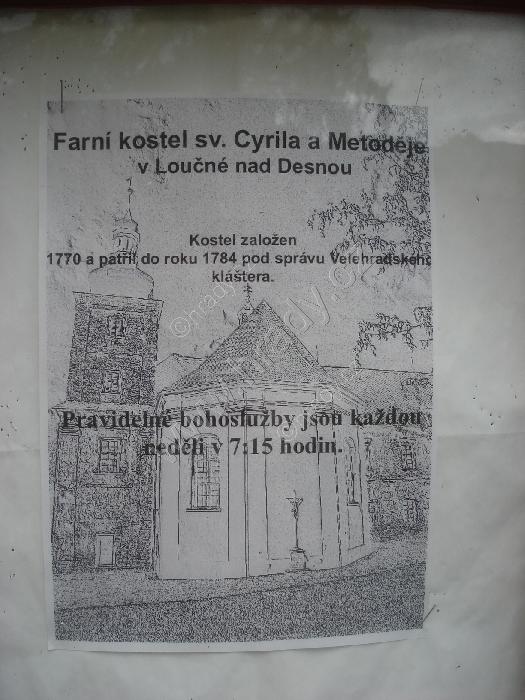 Farní kostel sv. Cyrila a Metoděje
v Loučné nad Desnou
Kostel založen
1770 a patřil do roku 1784 pod správu Velehradského
kláštera.
Pravidelné bohoslužby jsou každou
neděli v 7:15 hodin.